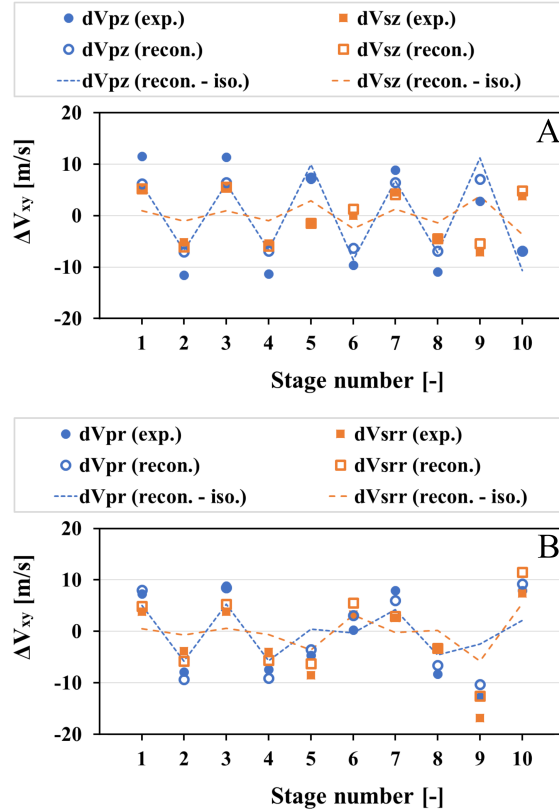 dVpz (exp.) dVsz (exp.)
dVpz (recon.) dVsz (recon.)
dVpz (recon. - iso.) dVsz (recon. - iso.)
20
10
0
-10
-20
ΔVxy [m/s]
A
1 2 3 4 5 6 7 8 9 10
Stage number [-]
dVpr (exp.) dVsrr (exp.)
dVpr (recon.) dVsrr (recon.)
dVpr (recon. - iso.) dVsrr (recon. - iso.)
20
10
0
-10
-20
ΔVxy [m/s]
B
1 2 3 4 5 6 7 8 9 10
Stage number [-]